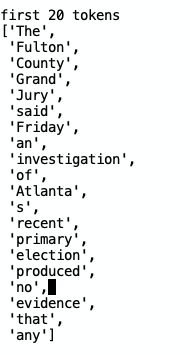 first 20 tokens
['The',
'Fulton',
'County',
'Grand',
'Jury',
'said',
'Friday',
'an',
'investigation',
'of',
'Atlanta',
's',
'recent',
'primary',
'election',
'produced',
'no',
'evidence',
'that',
'any']